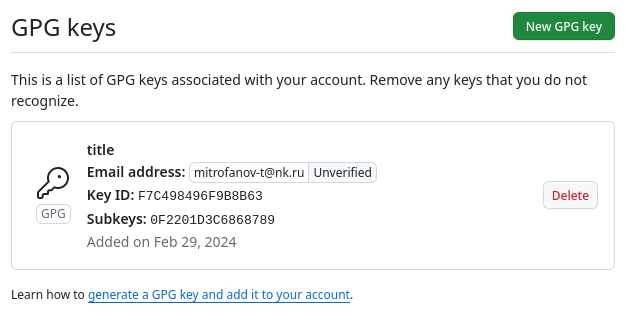 GPG keys
New GPG key
This is a list of GPG keys associated with your account. Remove any keys that you do not
recognize.
title
Email address: mitrofanov-t@nk.ru Unverified
Key ID: F7C498496F9B8B63
GPG
Subkeys: 0F2201D3C6868789
Added on Feb 29, 2024
Delete
Learn how to generate a GPG key and add it to your account.